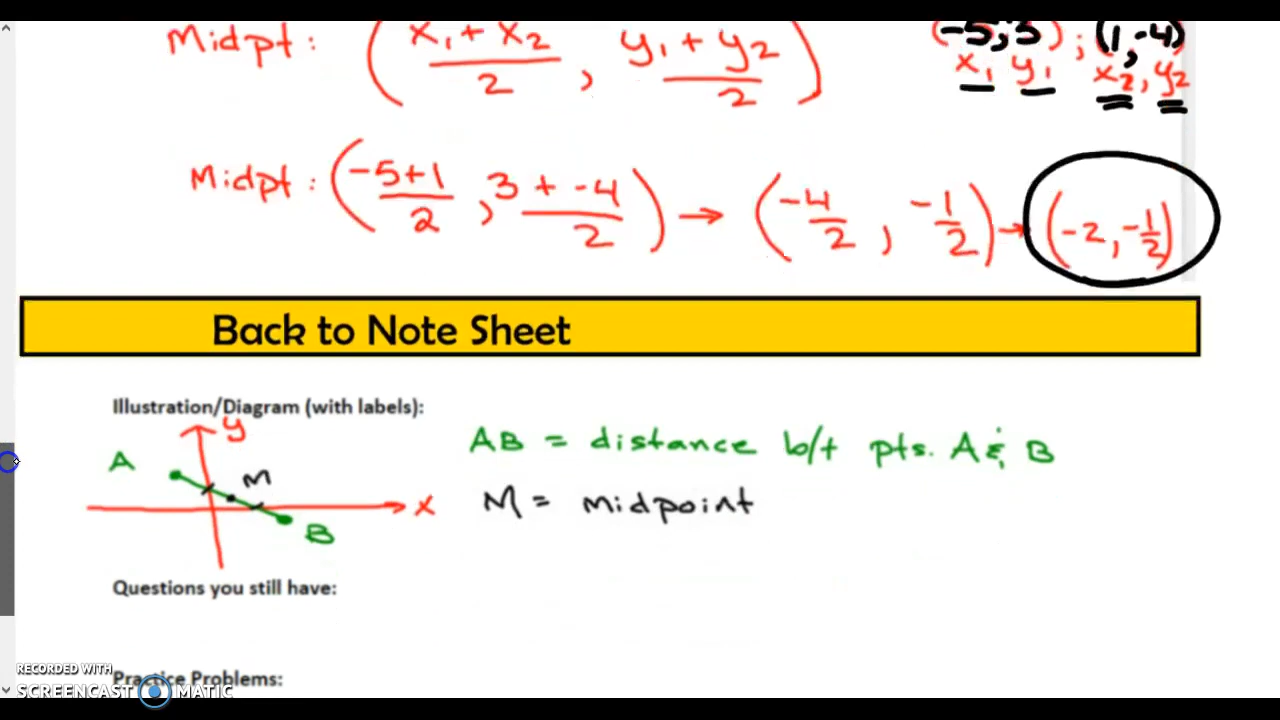 Midpt : ( x₁ + x₂ / 2 , y₁ + y₂ / 2 )
(-5, 3) ; (1, -4)
x₁ y₁ x₂, y₂
Midpt : ( -5+1 / 2 , 3 + -4 / 2 ) → ( -4 / 2 , -1 / 2 ) → (-2, -1/2)
Back to Note Sheet
Illustration/Diagram (with labels):
y
A
M
x
B
AB = distance b/t pts. A & B
M = midpoint
Questions you still have:
Practice Problems:
RECORDED WITH
SCREENCAST MATIC